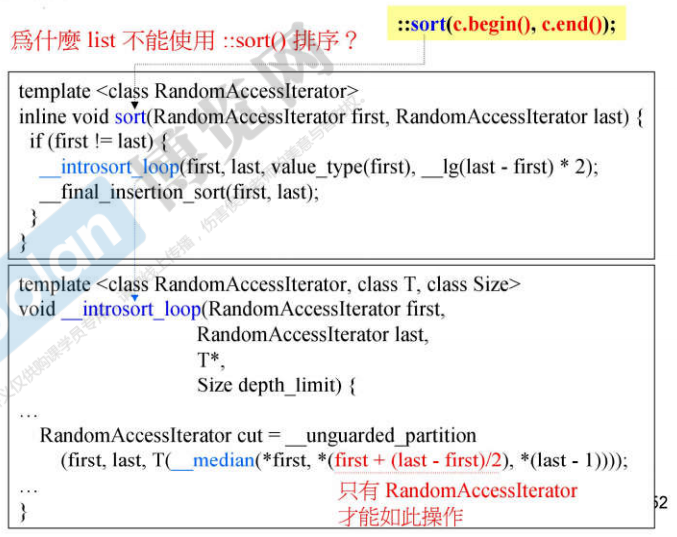 ::sort(c.begin(), c.end());
爲什麼 list 不能使用 ::sort() 排序？
template <class RandomAccessIterator>
inline void sort(RandomAccessIterator first, RandomAccessIterator last) {
if (first != last) {
__introsort_loop(first, last, value_type(first), __lg(last - first) * 2);
__final_insertion_sort(first, last);
}
}
template <class RandomAccessIterator, class T, class Size>
void __introsort_loop(RandomAccessIterator first,
RandomAccessIterator last,
T*,
Size depth_limit) {
…
RandomAccessIterator cut = __unguarded_partition
(first, last, T(__median(*first, *(first + (last - first)/2), *(last - 1))));
…
只有 RandomAccessIterator
才能如此操作
}
52
博览网
olan